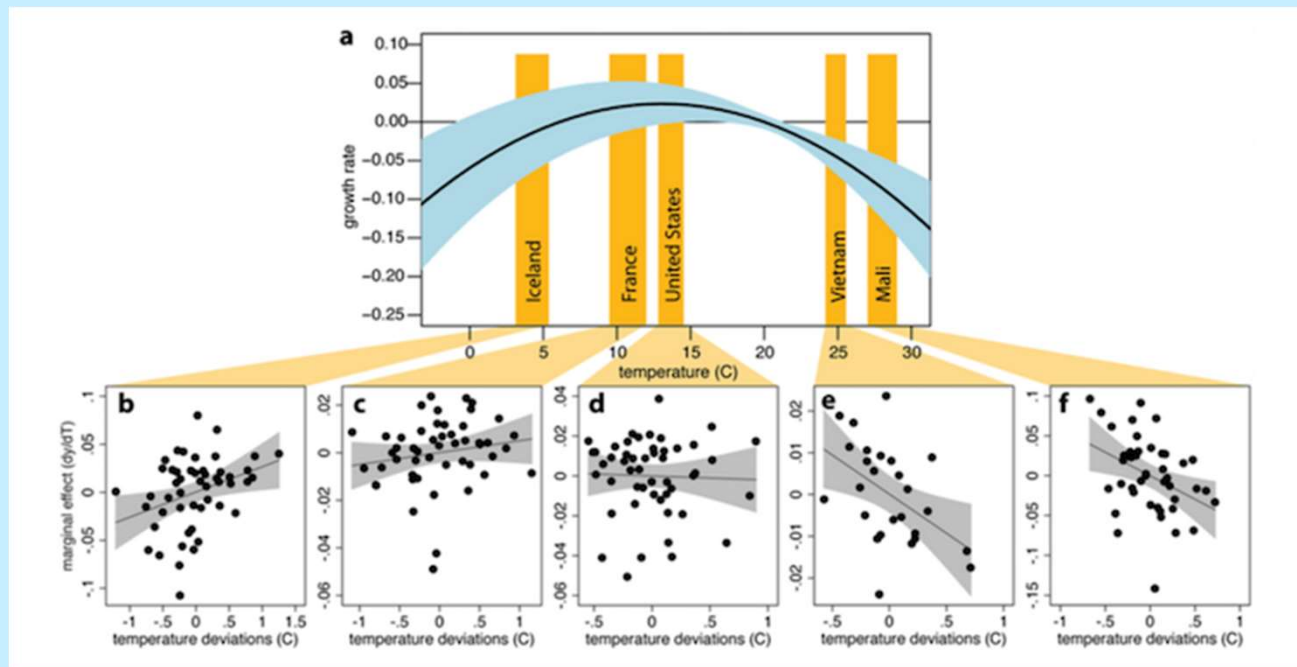 a
0.10
0.05
0.00
−0.05
−0.10
−0.15
−0.20
−0.25
growth rate
Iceland
France
United States
Vietnam
Mali
0 5 10 15 20 25 30
temperature (C)
b
.1
.05
0
-.05
-.1
marginal effect (dy/dT)
-1 -.5 0 .5 1 1.5
temperature deviations (C)
c
.02
0
-.02
-.04
-.06
-1 -.5 0 .5 1
temperature deviations (C)
d
.04
.02
0
-.02
-.04
-.06
-.5 0 .5 1
temperature deviations (C)
e
.02
.01
0
-.01
-.02
-.5 0 .5 1
temperature deviations (C)
f
.1
.05
0
-.05
-.1
-.15
-1 -.5 0 .5 1
temperature deviations (C)